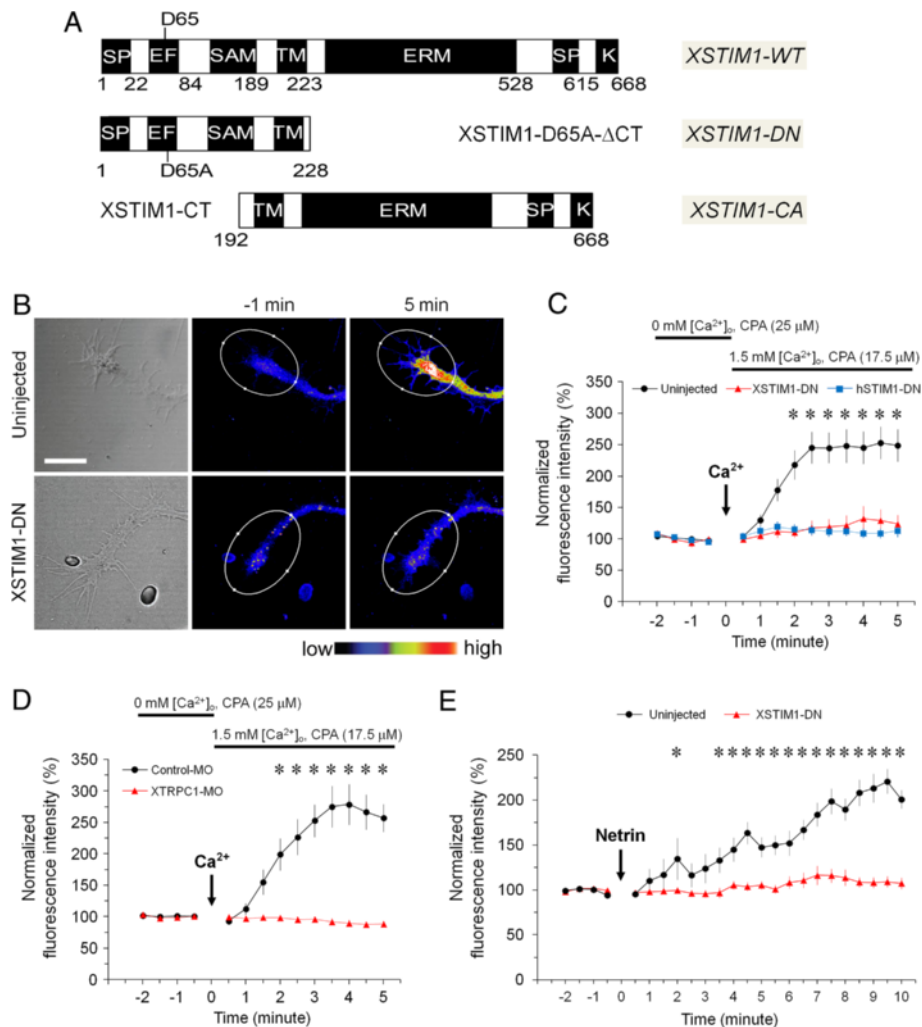 A
D65
SP EF SAM TM ERM SP K
1 22 84 189 223 528 615 668
XSTIM1-WT
SP EF SAM TM
1 D65A 228
XSTIM1-D65A-ΔCT
XSTIM1-DN
XSTIM1-CT
TM ERM SP K
192 668
XSTIM1-CA
B
-1 min 5 min
Uninjected
XSTIM1-DN
low high
C
0 mM [Ca²⁺]ₒ, CPA (25 μM)
1.5 mM [Ca²⁺]ₒ, CPA (17.5 μM)
Uninjected XSTIM1-DN hSTIM1-DN
* * * * * * *
Ca²⁺
Normalized
fluorescence intensity (%)
350
300
250
200
150
100
50
0
-2 -1 0 1 2 3 4 5
Time (minute)
D
0 mM [Ca²⁺]ₒ, CPA (25 μM)
1.5 mM [Ca²⁺]ₒ, CPA (17.5 μM)
Control-MO
XTRPC1-MO
* * * * * * *
Ca²⁺
Normalized
fluorescence intensity (%)
350
300
250
200
150
100
50
0
-2 -1 0 1 2 3 4 5
Time (minute)
E
Uninjected XSTIM1-DN
* * * * * * * * * * * * * * *
Netrin
Normalized
fluorescence intensity (%)
250
200
150
100
50
0
-2 -1 0 1 2 3 4 5 6 7 8 9 10
Time (minute)